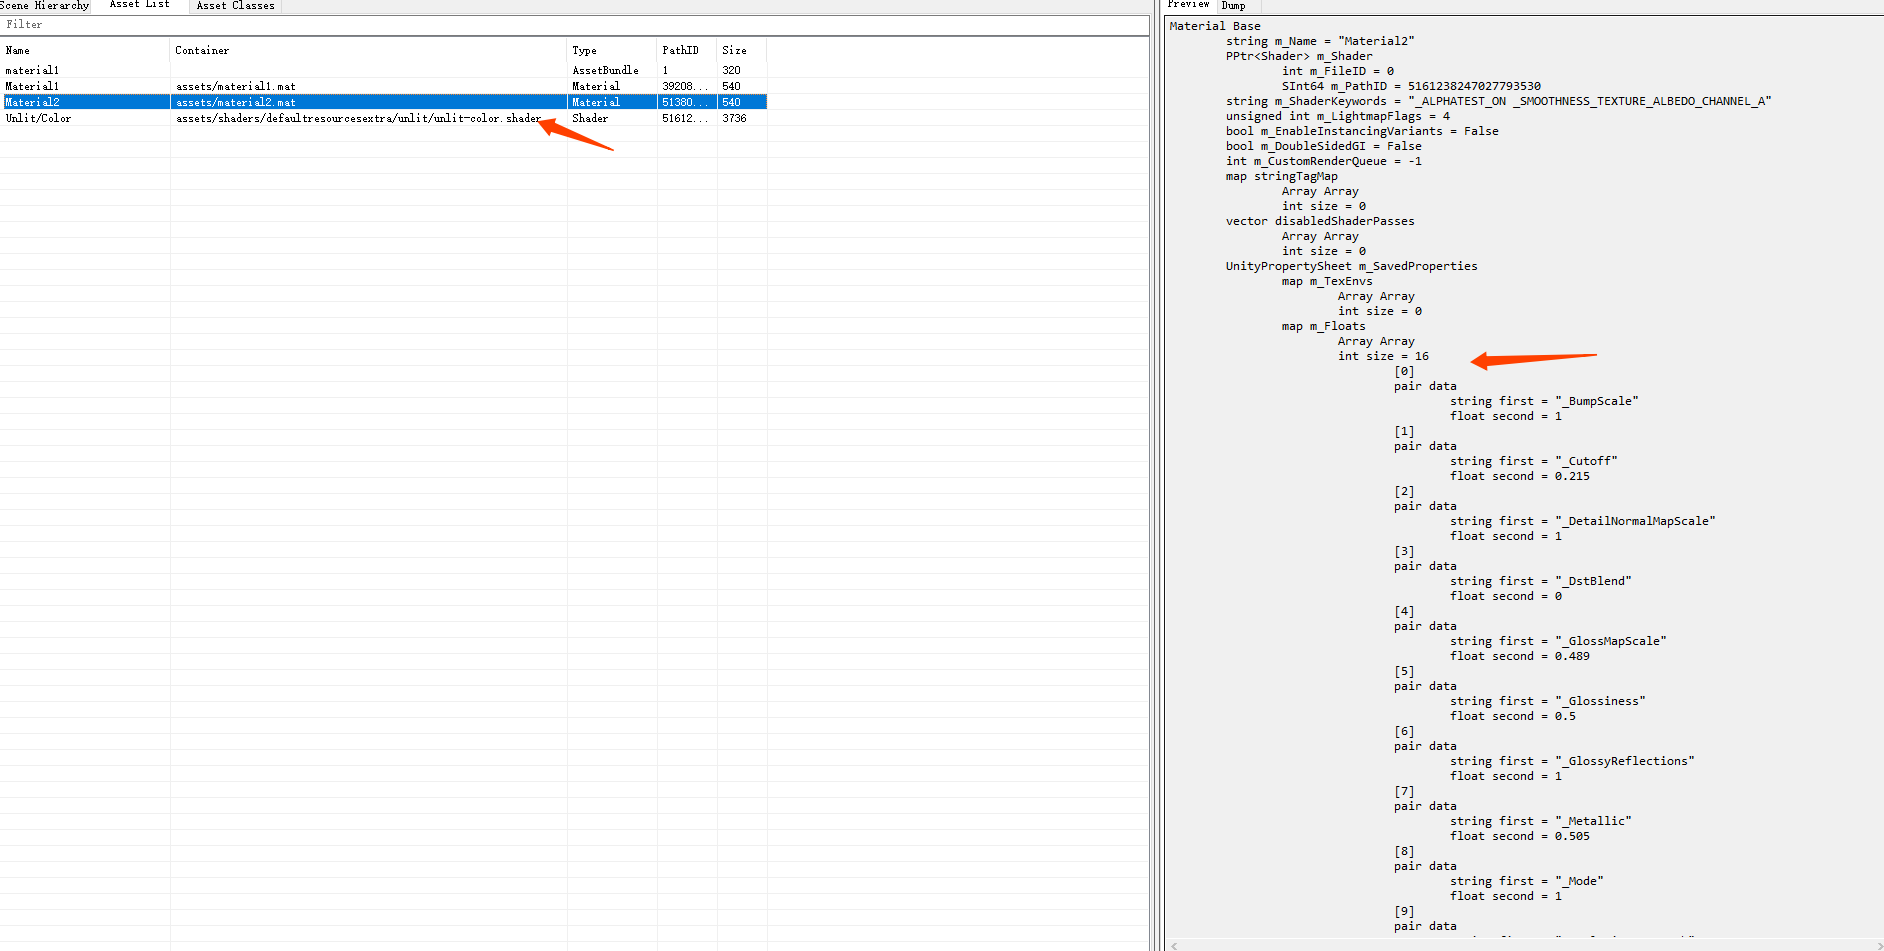 Scene Hierarchy Asset List Asset Classes
Filter
Name Container Type PathID Size
material1 AssetBundle 1 320
Material1 assets/material1.mat Material 39208... 540
Material2 assets/material2.mat Material 51380... 540
Unlit/Color assets/shaders/defaultresourcesextra/unlit/unlit-color.shader Shader 51612... 3736
Preview Dump
Material Base
string m_Name = "Material2"
PPtr<Shader> m_Shader
int m_FileID = 0
SInt64 m_PathID = 5161238247027793530
string m_ShaderKeywords = "_ALPHATEST_ON _SMOOTHNESS_TEXTURE_ALBEDO_CHANNEL_A"
unsigned int m_LightmapFlags = 4
bool m_EnableInstancingVariants = False
bool m_DoubleSidedGI = False
int m_CustomRenderQueue = -1
map stringTagMap
Array Array
int size = 0
vector disabledShaderPasses
Array Array
int size = 0
UnityPropertySheet m_SavedProperties
map m_TexEnvs
Array Array
int size = 0
map m_Floats
Array Array
int size = 16
[0]
pair data
string first = "_BumpScale"
float second = 1
[1]
pair data
string first = "_Cutoff"
float second = 0.215
[2]
pair data
string first = "_DetailNormalMapScale"
float second = 1
[3]
pair data
string first = "_DstBlend"
float second = 0
[4]
pair data
string first = "_GlossMapScale"
float second = 0.489
[5]
pair data
string first = "_Glossiness"
float second = 0.5
[6]
pair data
string first = "_GlossyReflections"
float second = 1
[7]
pair data
string first = "_Metallic"
float second = 0.505
[8]
pair data
string first = "_Mode"
float second = 1
[9]
pair data